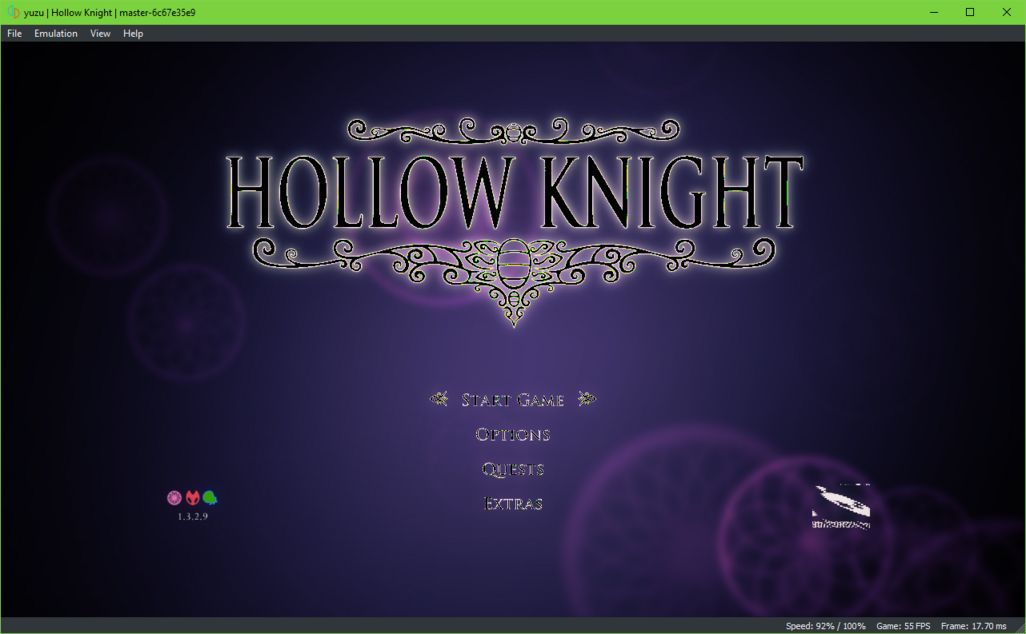 yuzu | Hollow Knight | master-6c67e35e9
File Emulation View Help
HOLLOW KNIGHT
START GAME
OPTIONS
QUESTS
EXTRAS
1.3.2.9
Speed: 92% / 100% Game: 55 FPS Frame: 17.70 ms